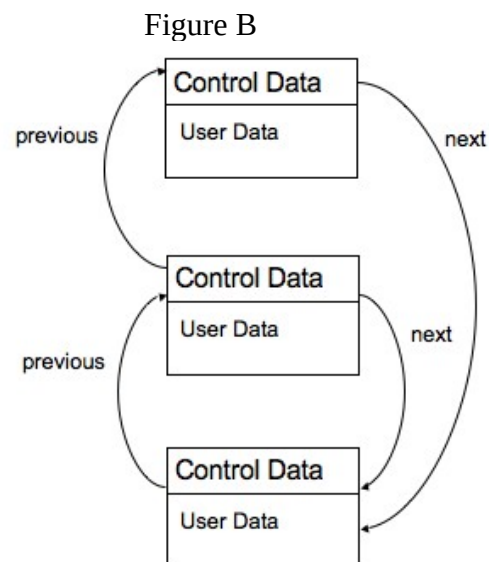 Figure B
Control Data
previous
User Data
next
Control Data
User Data
next
previous
Control Data
User Data